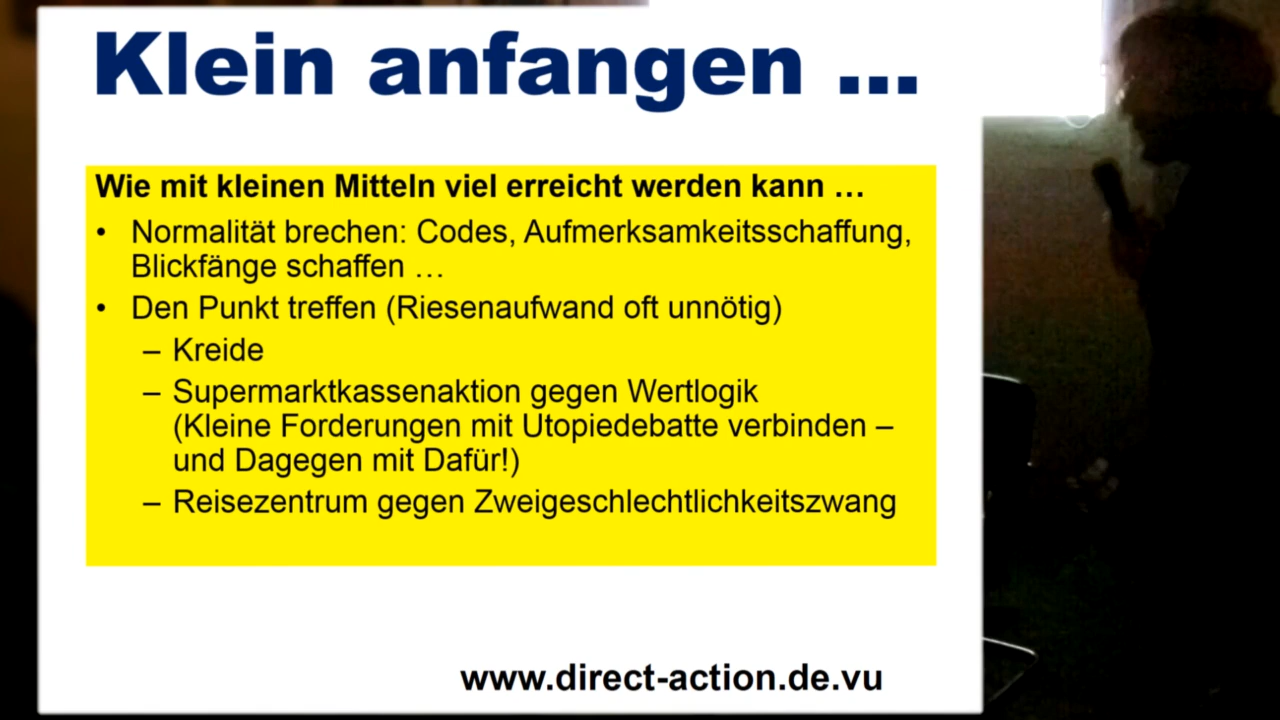 Klein anfangen ...
Wie mit kleinen Mitteln viel erreicht werden kann …
• Normalität brechen: Codes, Aufmerksamkeitsschaffung,
Blickfänge schaffen …
• Den Punkt treffen (Riesenaufwand oft unnötig)
– Kreide
– Supermarktkassenaktion gegen Wertlogik
(Kleine Forderungen mit Utopiedebatte verbinden –
und Dagegen mit Dafür!)
– Reisezentrum gegen Zweigeschlechtlichkeitszwang
www.direct-action.de.vu